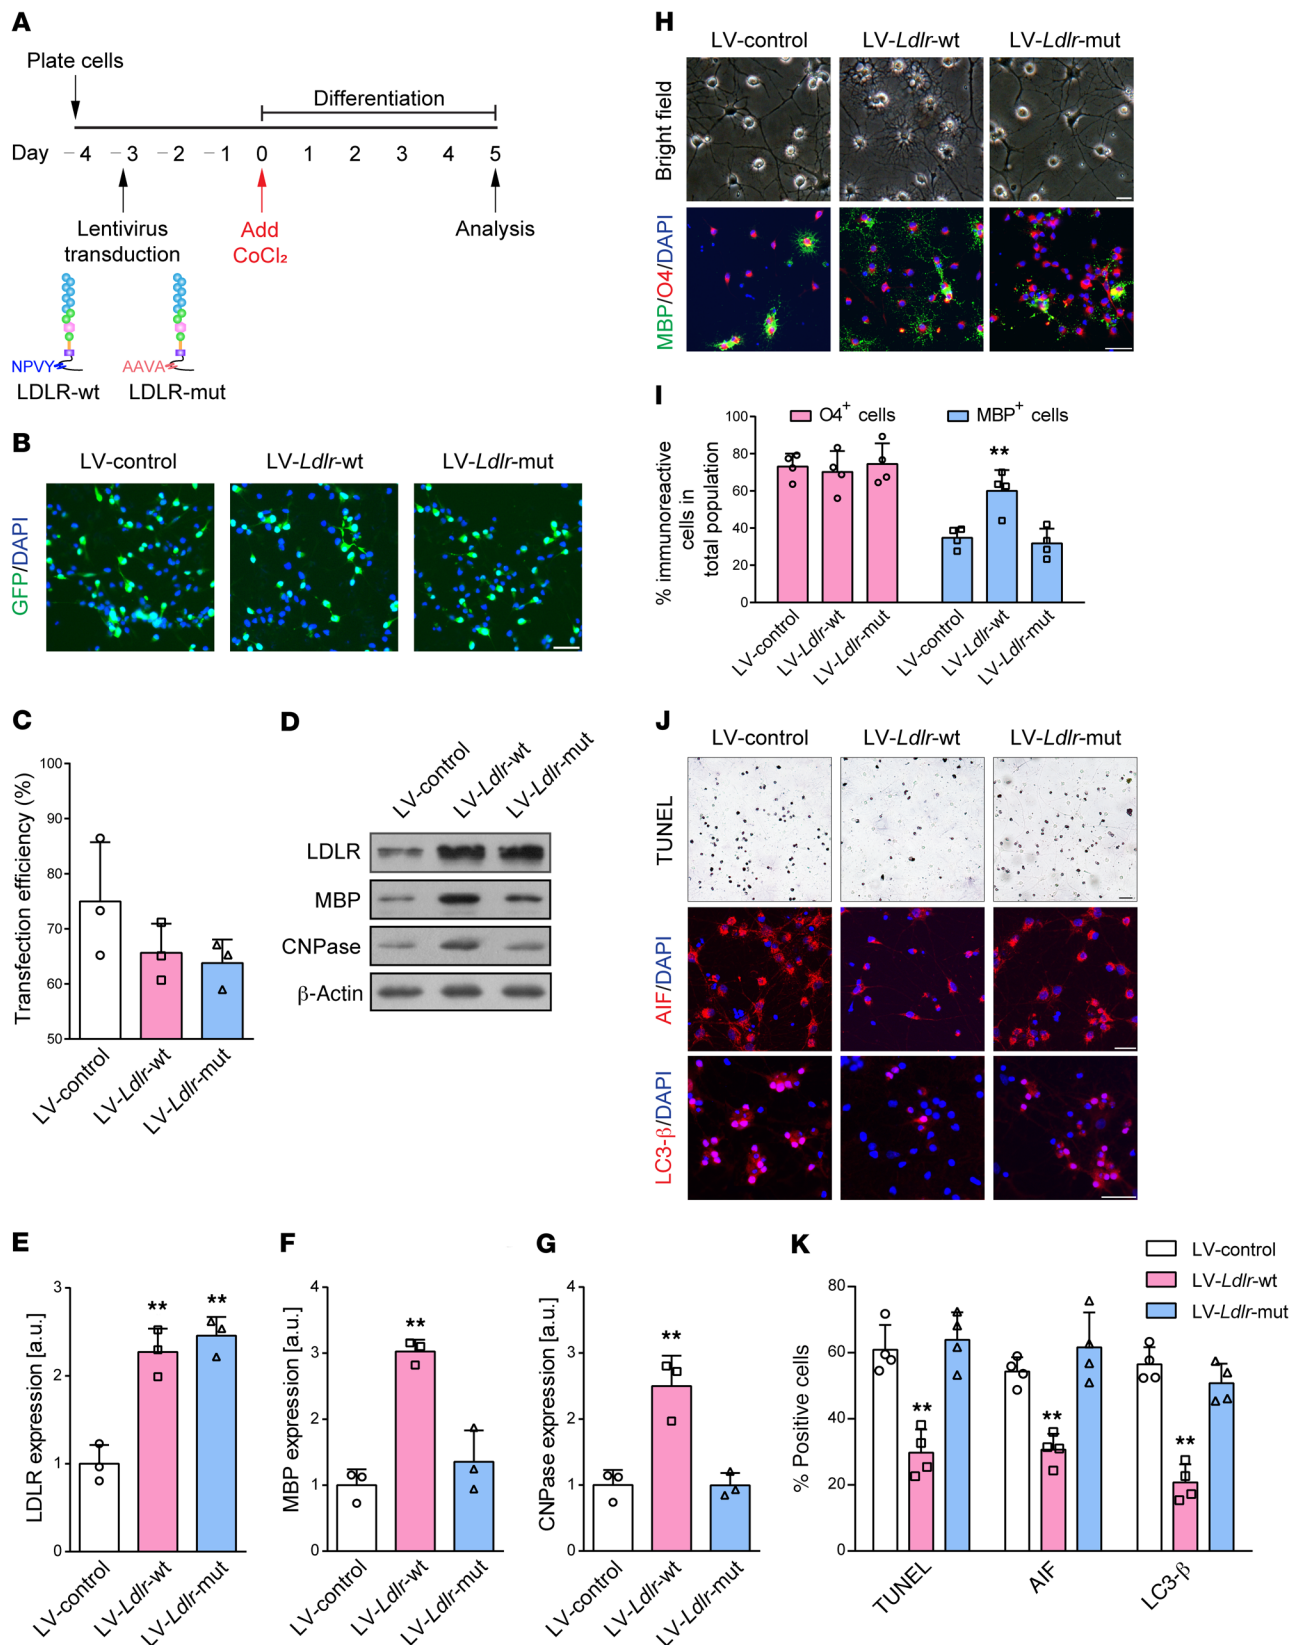 A
Plate cells
Differentiation
Day −4 −3 −2 −1 0 1 2 3 4 5
Lentivirus
transduction
Add
CoCl₂
Analysis
NPVY
AAVA
LDLR-wt
LDLR-mut
B
LV-control
LV-Ldlr-wt
LV-Ldlr-mut
GFP/DAPI
C
Transfection efficiency (%)
100
90
80
70
60
50
LV-control
LV-Ldlr-wt
LV-Ldlr-mut
D
LV-control
LV-Ldlr-wt
LV-Ldlr-mut
LDLR
MBP
CNPase
β-Actin
E
LDLR expression [a.u.]
3
2
1
0
**
**
LV-control
LV-Ldlr-wt
LV-Ldlr-mut
F
MBP expression [a.u.]
4
3
2
1
0
**
LV-control
LV-Ldlr-wt
LV-Ldlr-mut
G
CNPase expression [a.u.]
4
3
2
1
0
**
LV-control
LV-Ldlr-wt
LV-Ldlr-mut
H
LV-control
LV-Ldlr-wt
LV-Ldlr-mut
Bright field
MBP/O4/DAPI
I
% immunoreactive
cells in
total population
100
80
60
40
20
0
O4+ cells
MBP+ cells
**
LV-control
LV-Ldlr-wt
LV-Ldlr-mut
LV-control
LV-Ldlr-wt
LV-Ldlr-mut
J
LV-control
LV-Ldlr-wt
LV-Ldlr-mut
TUNEL
AIF/DAPI
LC3-β/DAPI
K
LV-control
LV-Ldlr-wt
LV-Ldlr-mut
% Positive cells
80
60
40
20
0
**
**
**
TUNEL
AIF
LC3-β